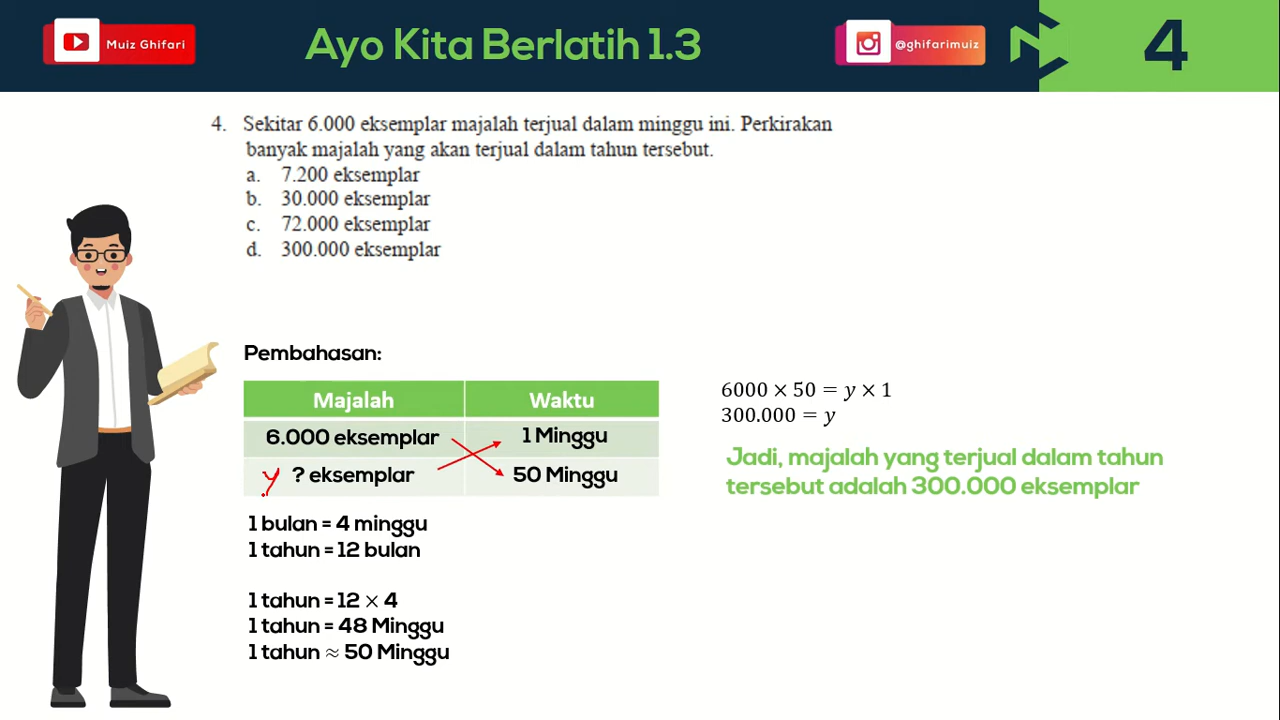 Muiz Ghifari
Ayo Kita Berlatih 1.3
@ghifarimuiz
4
4. Sekitar 6.000 eksemplar majalah terjual dalam minggu ini. Perkirakan
banyak majalah yang akan terjual dalam tahun tersebut.
a. 7.200 eksemplar
b. 30.000 eksemplar
c. 72.000 eksemplar
d. 300.000 eksemplar
Pembahasan:
Majalah Waktu
6.000 eksemplar 1 Minggu
y ? eksemplar 50 Minggu
1 bulan = 4 minggu
1 tahun = 12 bulan
1 tahun = 12 × 4
1 tahun = 48 Minggu
1 tahun ≈ 50 Minggu
6000 × 50 = y × 1
300.000 = y
Jadi, majalah yang terjual dalam tahun
tersebut adalah 300.000 eksemplar